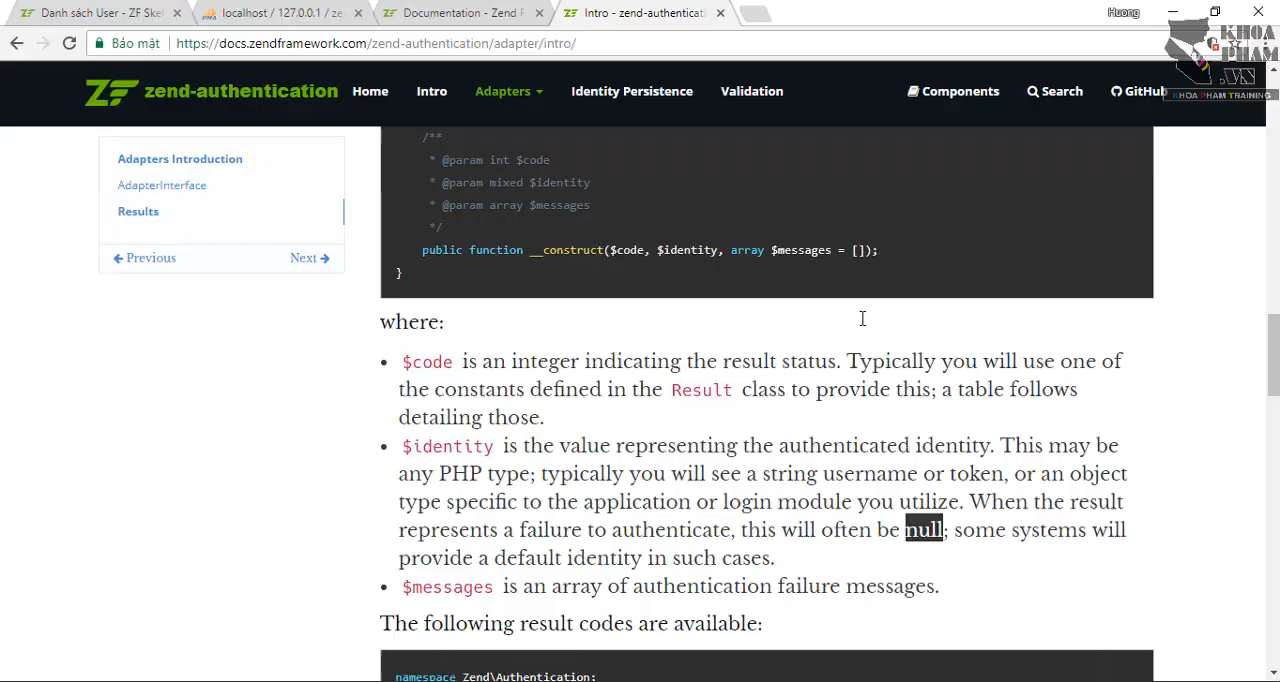 Danh sách User - ZF Sket
localhost / 127.0.0.1 / ze
Documentation - Zend F
Intro - zend-authenticati
Huong
Bảo mật
https://docs.zendframework.com/zend-authentication/adapter/intro/
KHOA
PHAM
.VN
KHOA PHAM TRAINING
zend-authentication
Home
Intro
Adapters
Identity Persistence
Validation
Components
Search
GitHub
Adapters Introduction
AdapterInterface
Results
Previous
Next
/**
* @param int $code
* @param mixed $identity
* @param array $messages
*/
public function __construct($code, $identity, array $messages = []);
}
where:
• $code is an integer indicating the result status. Typically you will use one of
the constants defined in the Result class to provide this; a table follows
detailing those.
• $identity is the value representing the authenticated identity. This may be
any PHP type; typically you will see a string username or token, or an object
type specific to the application or login module you utilize. When the result
represents a failure to authenticate, this will often be null; some systems will
provide a default identity in such cases.
• $messages is an array of authentication failure messages.
The following result codes are available:
namespace Zend\Authentication;